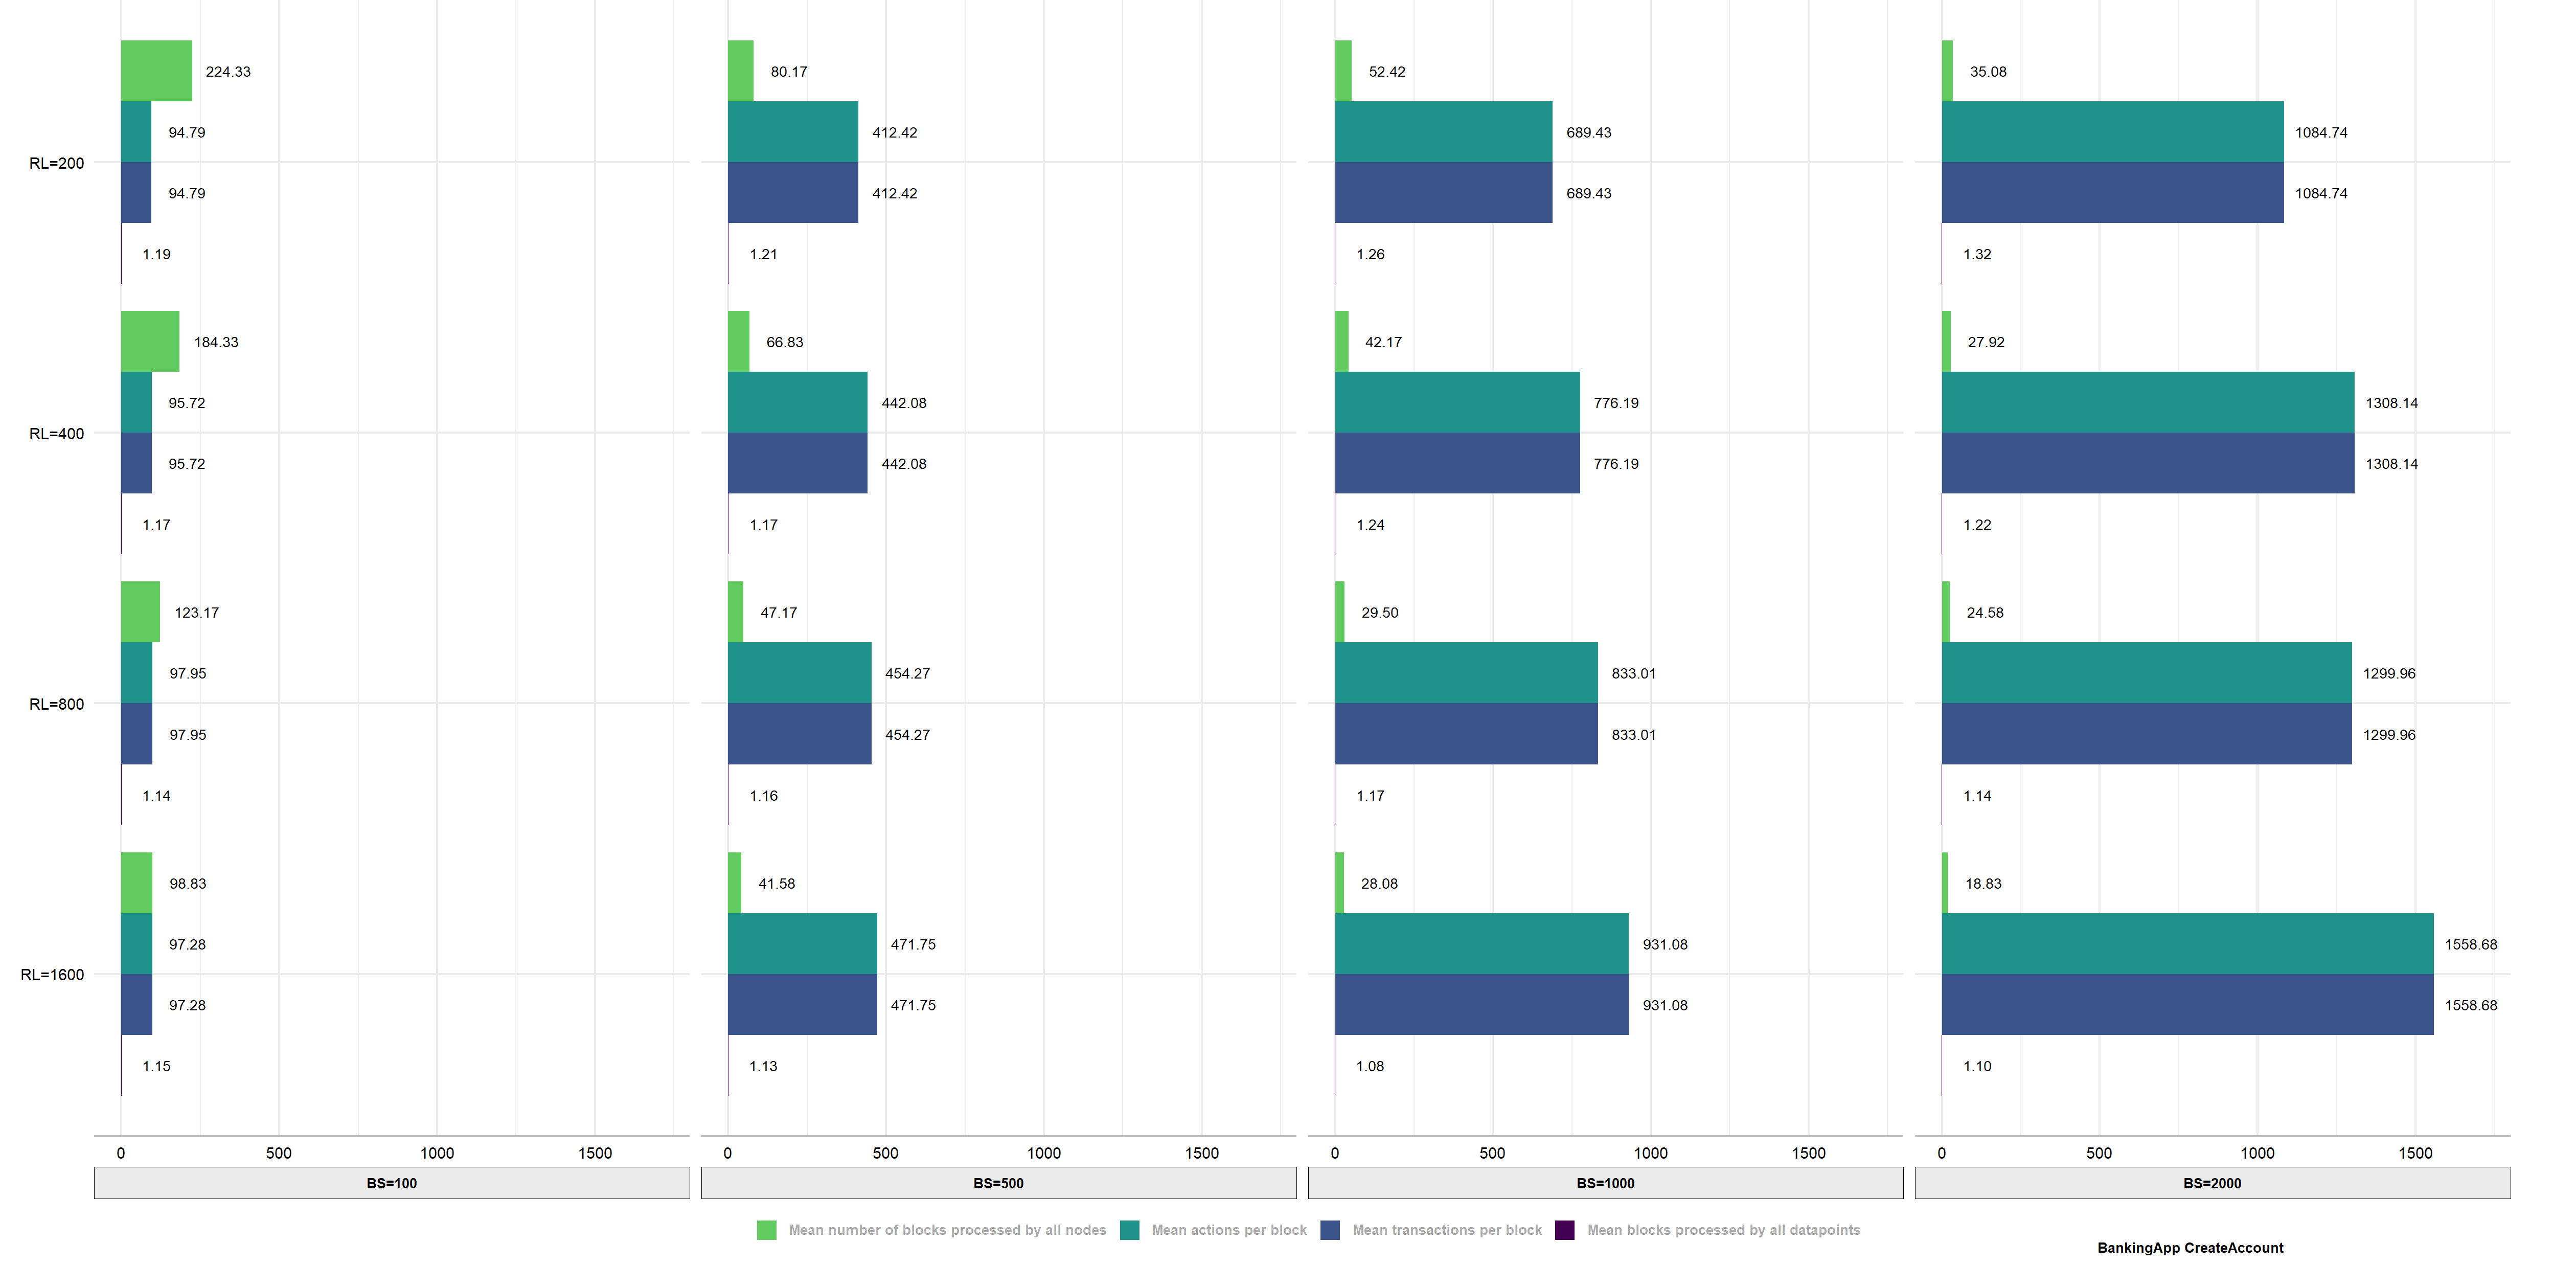 224.33 80.17 52.42 35.08
94.79 412.42 689.43 1084.74
RL=200
94.79 412.42 689.43 1084.74
1.19 1.21 1.26 1.32
184.33 66.83 42.17 27.92
95.72 442.08 776.19 1308.14
RL=400
95.72 442.08 776.19 1308.14
1.17 1.17 1.24 1.22
123.17 47.17 29.50 24.58
97.95 454.27 833.01 1299.96
RL=800
97.95 454.27 833.01 1299.96
1.14 1.16 1.17 1.14
98.83 41.58 28.08 18.83
97.28 471.75 931.08 1558.68
RL=1600
97.28 471.75 931.08 1558.68
1.15 1.13 1.08 1.10
0 500 1000 1500 0 500 1000 1500 0 500 1000 1500 0 500 1000 1500
BS=100 BS=500 BS=1000 BS=2000
Mean number of blocks processed by all nodes Mean actions per block Mean transactions per block Mean blocks processed by all datapoints
BankingApp CreateAccount